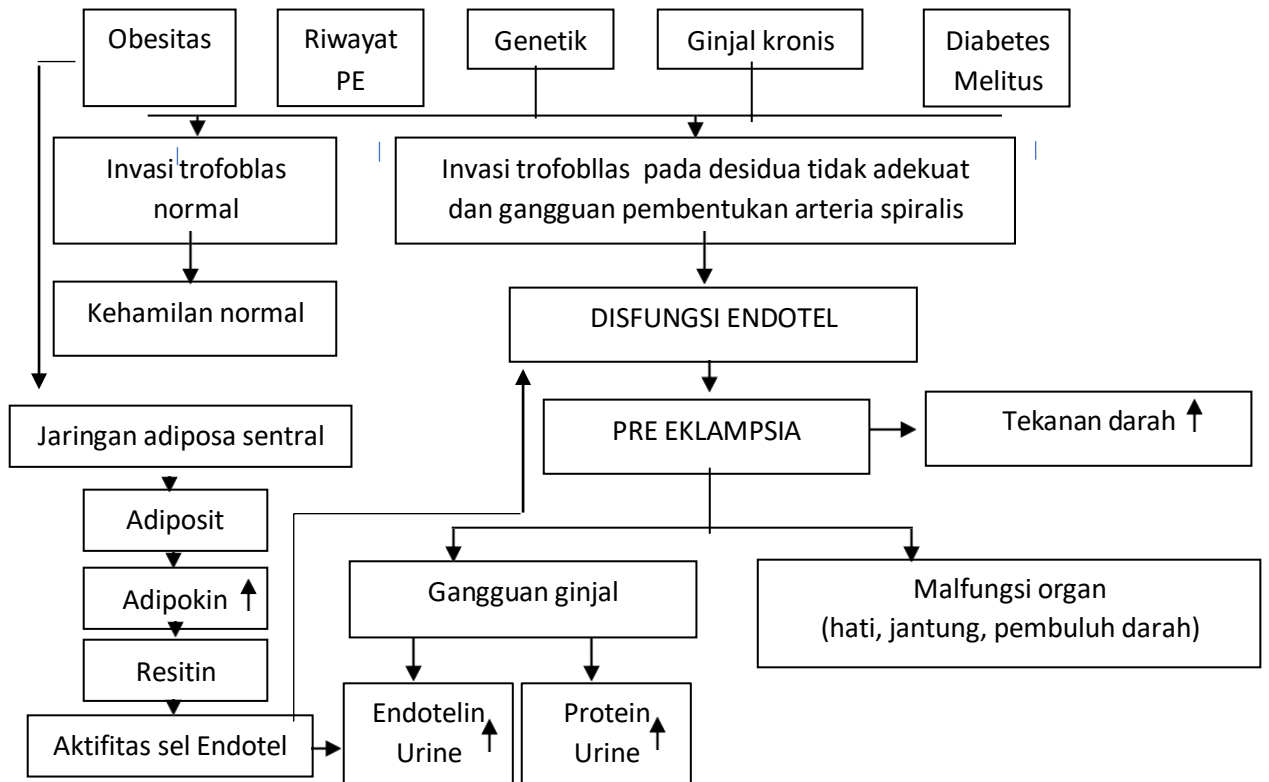 Obesitas
Riwayat
PE
Genetik
Ginjal kronis
Diabetes
Melitus
Invasi trofoblas
normal
Invasi trofobllas pada desidua tidak adekuat
dan gangguan pembentukan arteria spiralis
Kehamilan normal
DISFUNGSI ENDOTEL
Jaringan adiposa sentral
PRE EKLAMPSIA
Tekanan darah
Adiposit
Adipokin
Gangguan ginjal
Malfungsi organ
(hati, jantung, pembuluh darah)
Resitin
Aktifitas sel Endotel
Endotelin
Urine
Protein
Urine